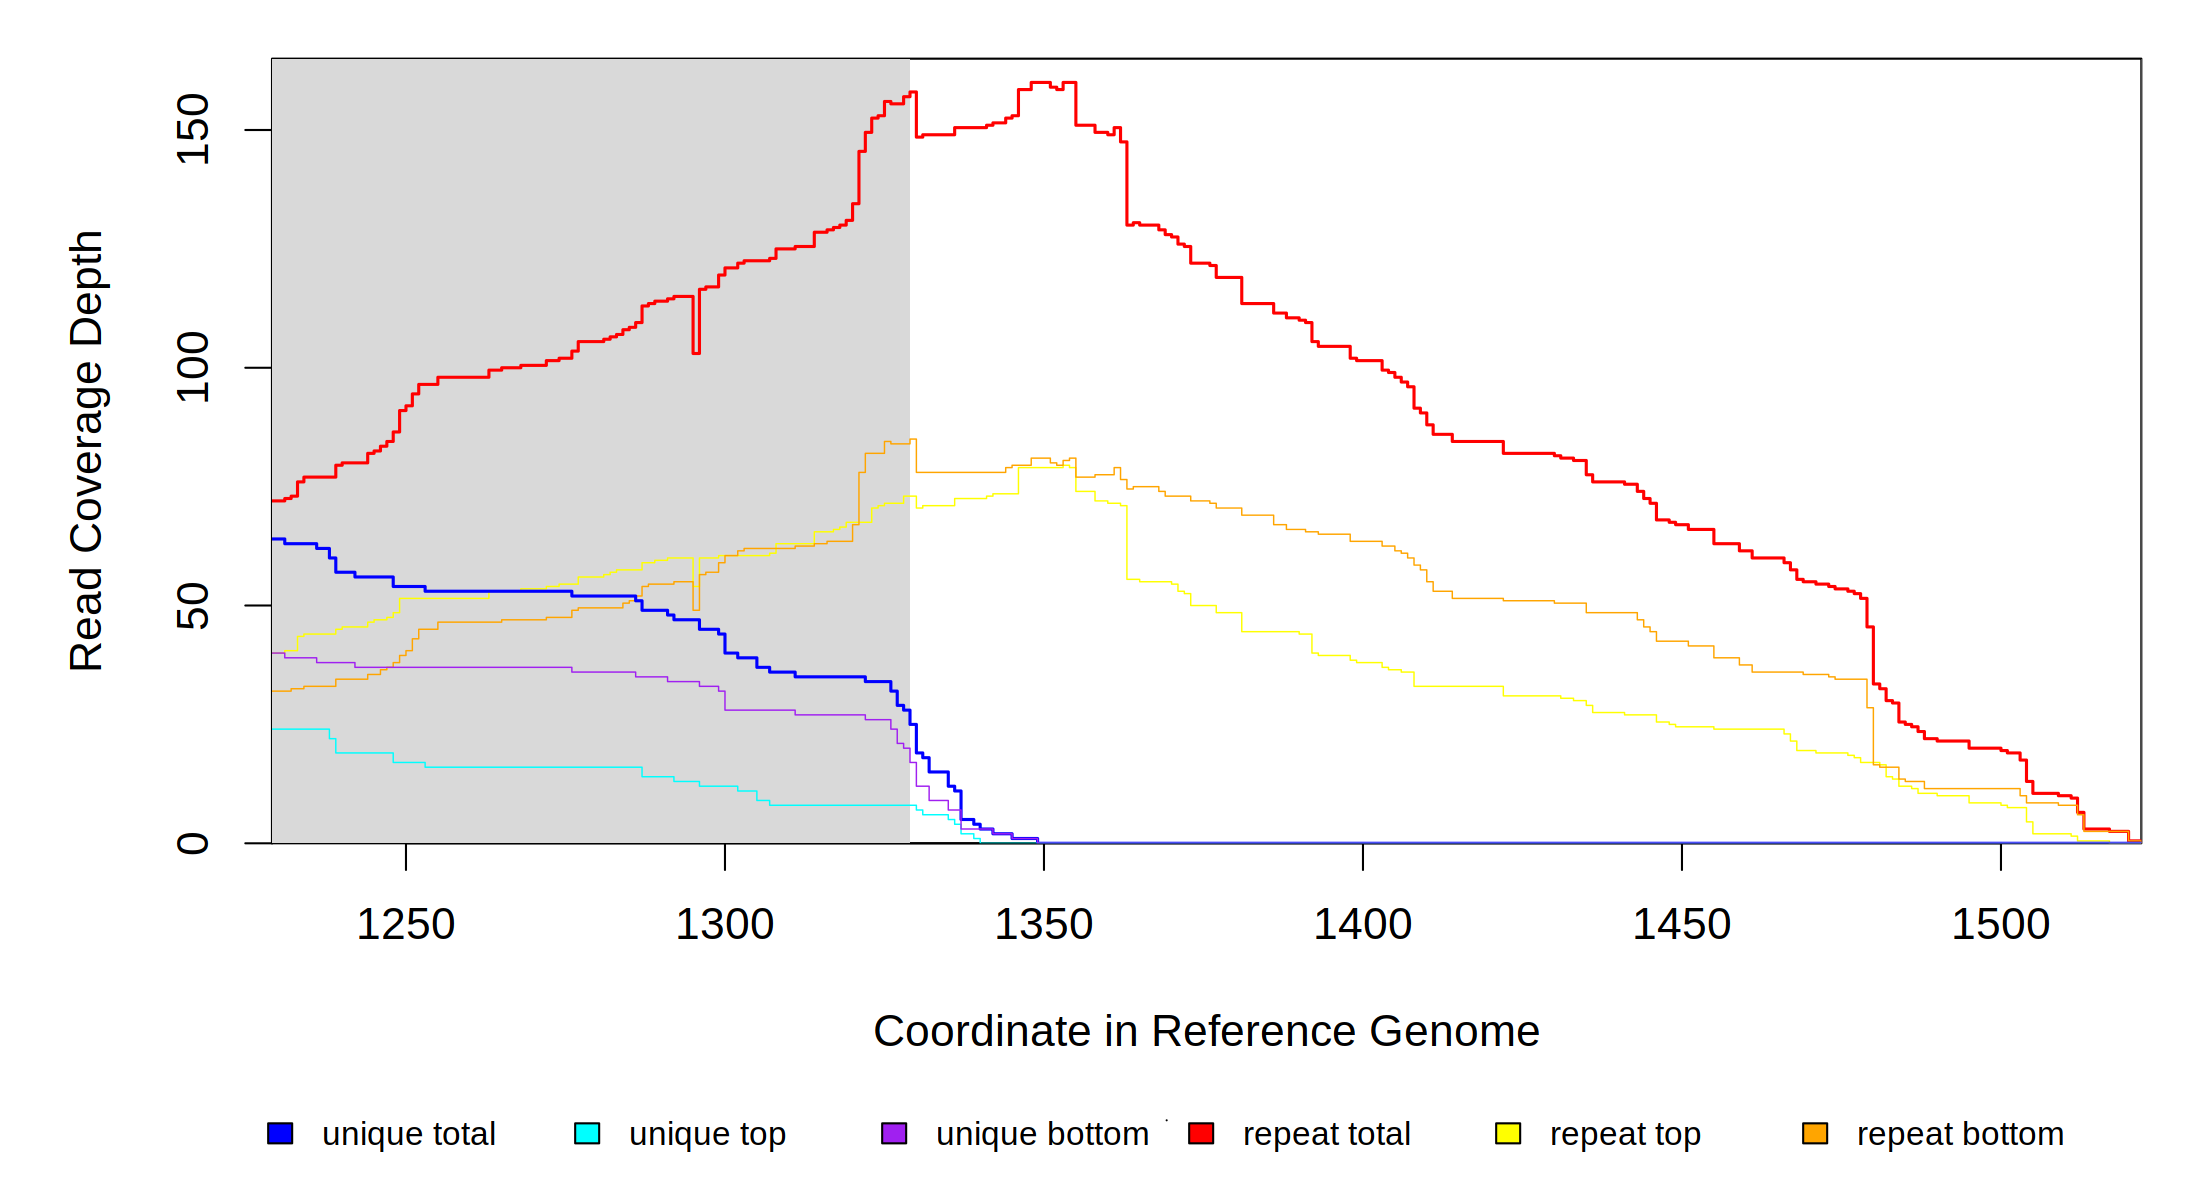 150
100
50
0
Read Coverage Depth
1250 1300 1350 1400 1450 1500
Coordinate in Reference Genome
unique total unique top unique bottom repeat total repeat top repeat bottom